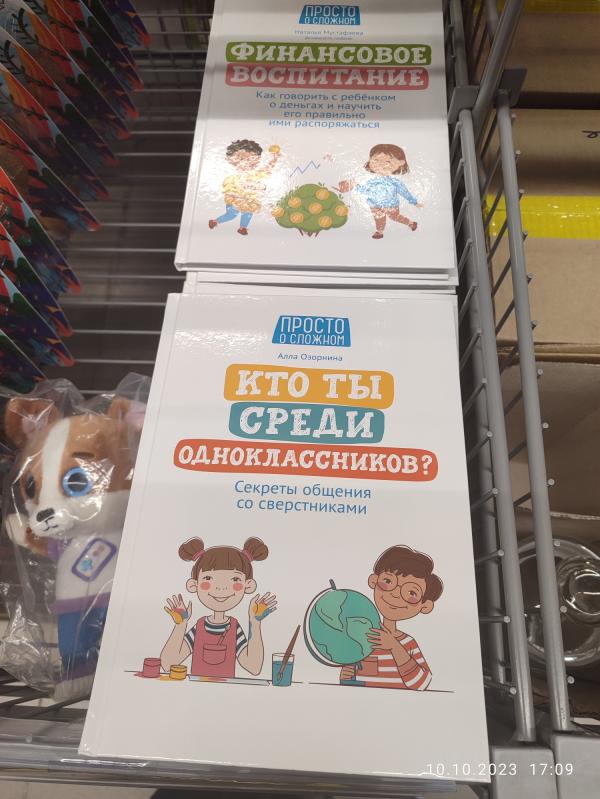 ПРОСТО
О СЛОЖНОМ
Наталья Мустафаева
ФИНАНСОВОЕ
ВОСПИТАНИЕ
Как говорить с ребёнком
о деньгах и научить
его правильно
ими распоряжаться
ПРОСТО
О СЛОЖНОМ
Алла Озорнина
КТО ТЫ
СРЕДИ
ОДНОКЛАССНИКОВ?
Секреты общения
со сверстниками
10.10.2023 17:09